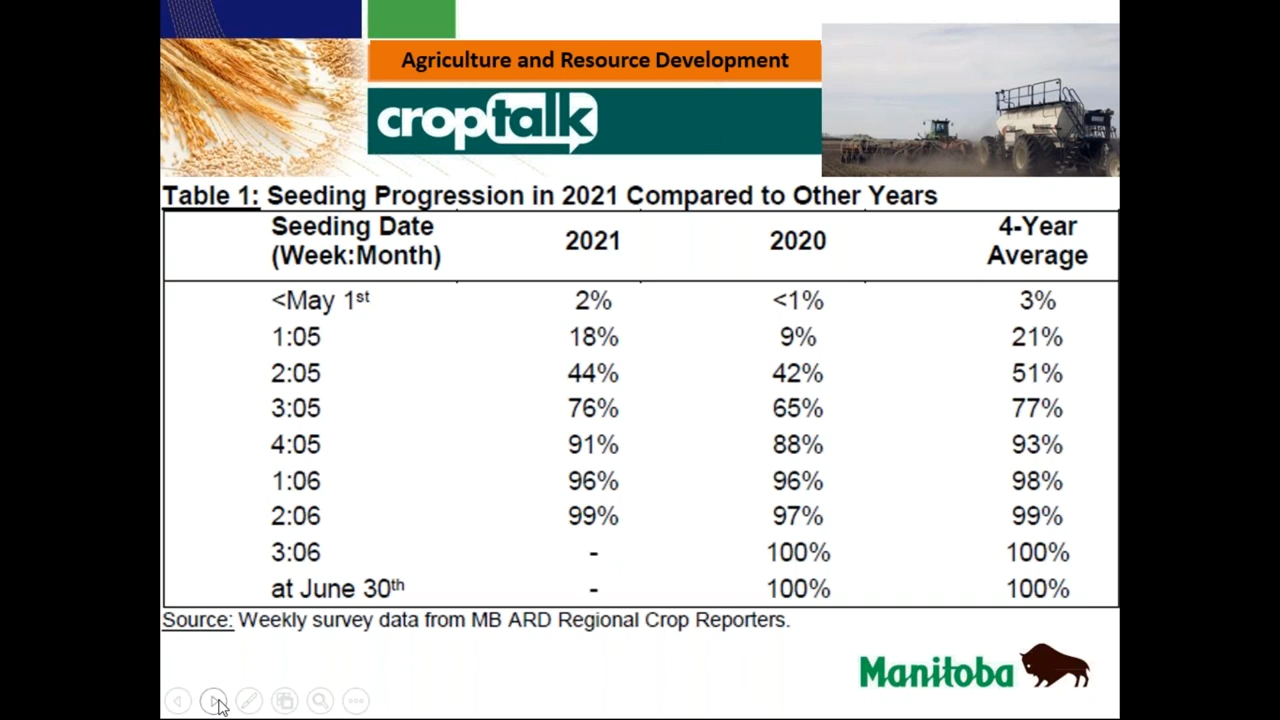 Agriculture and Resource Development
croptalk
Table 1: Seeding Progression in 2021 Compared to Other Years
Seeding Date (Week:Month) 2021 2020 4-Year Average
<May 1st 2% <1% 3%
1:05 18% 9% 21%
2:05 44% 42% 51%
3:05 76% 65% 77%
4:05 91% 88% 93%
1:06 96% 96% 98%
2:06 99% 97% 99%
3:06 - 100% 100%
at June 30th - 100% 100%
Source: Weekly survey data from MB ARD Regional Crop Reporters.
Manitoba